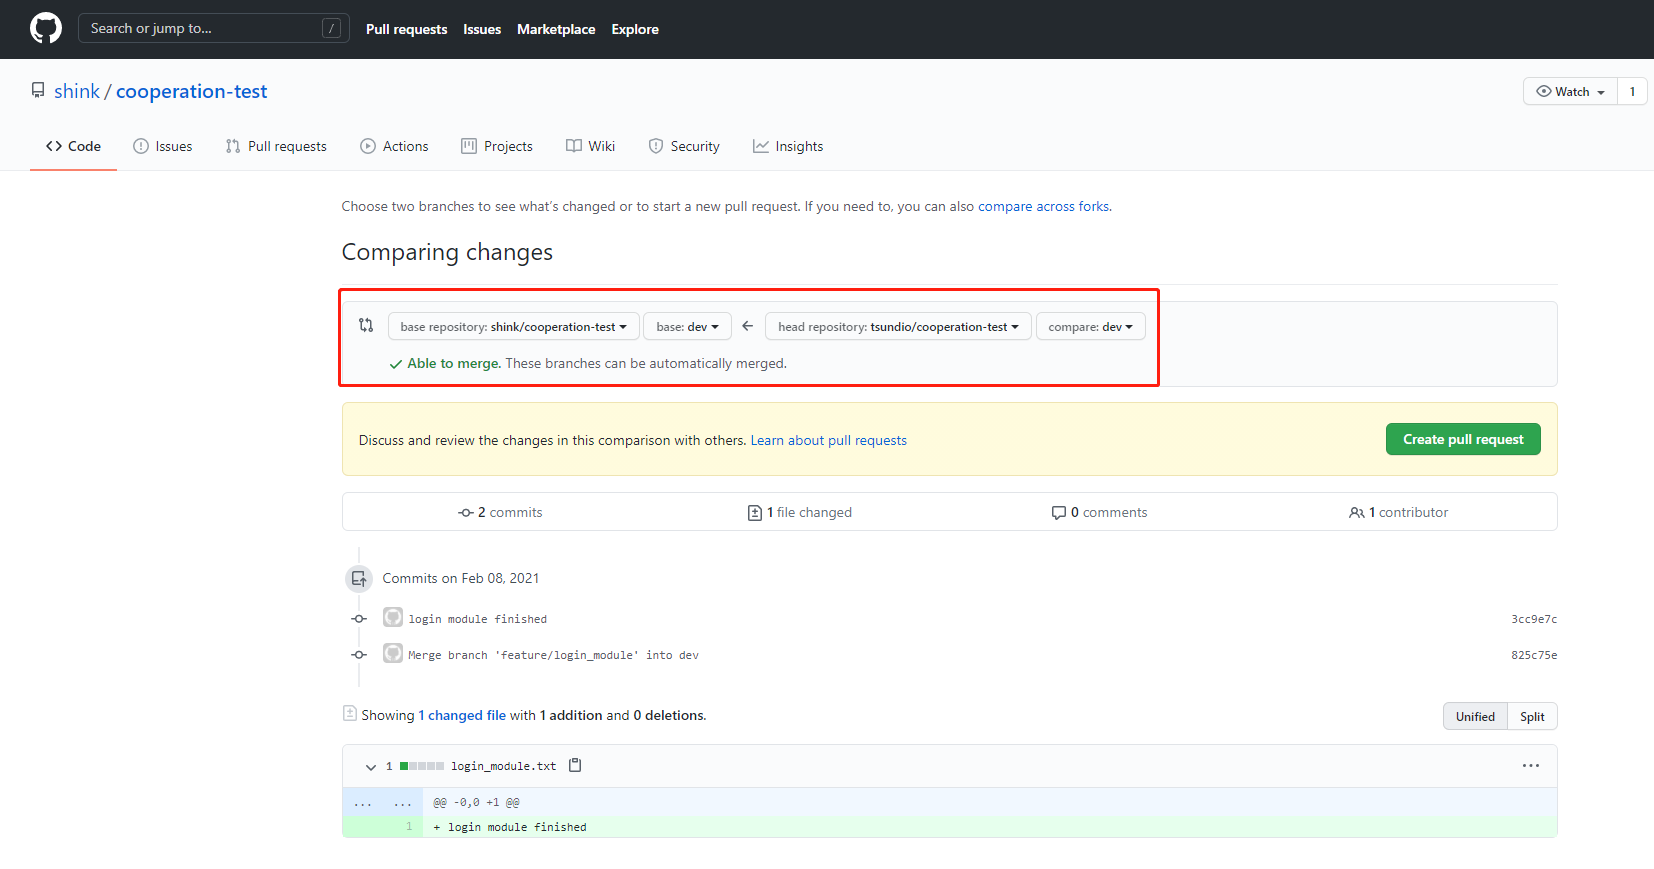 Search or jump to... / Pull requests Issues Marketplace Explore
shink / cooperation-test Watch 1
Code Issues Pull requests Actions Projects Wiki Security Insights
Choose two branches to see what's changed or to start a new pull request. If you need to, you can also compare across forks.
Comparing changes
base repository: shink/cooperation-test base: dev ← head repository: tsundio/cooperation-test compare: dev
✓ Able to merge. These branches can be automatically merged.
Discuss and review the changes in this comparison with others. Learn about pull requests Create pull request
2 commits 1 file changed 0 comments 1 contributor
Commits on Feb 08, 2021
login module finished 3cc9e7c
Merge branch 'feature/login_module' into dev 825c75e
Showing 1 changed file with 1 addition and 0 deletions. Unified Split
1 login_module.txt ...
... ... @@ -0,0 +1 @@
1 + login module finished